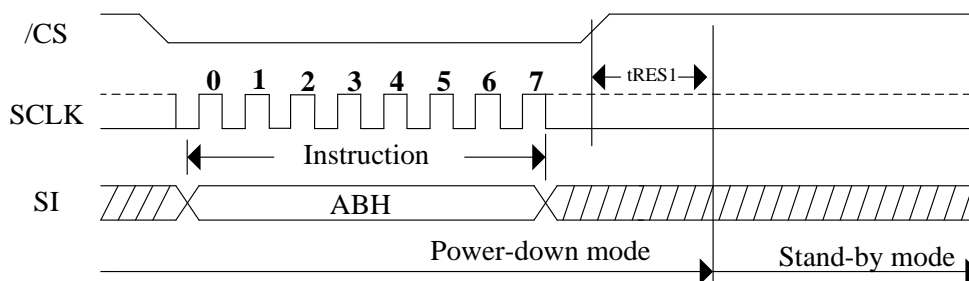 /CS
tRES1
0 1 2 3 4 5 6 7
SCLK
Instruction
SI
ABH
Power-down mode
Stand-by mode